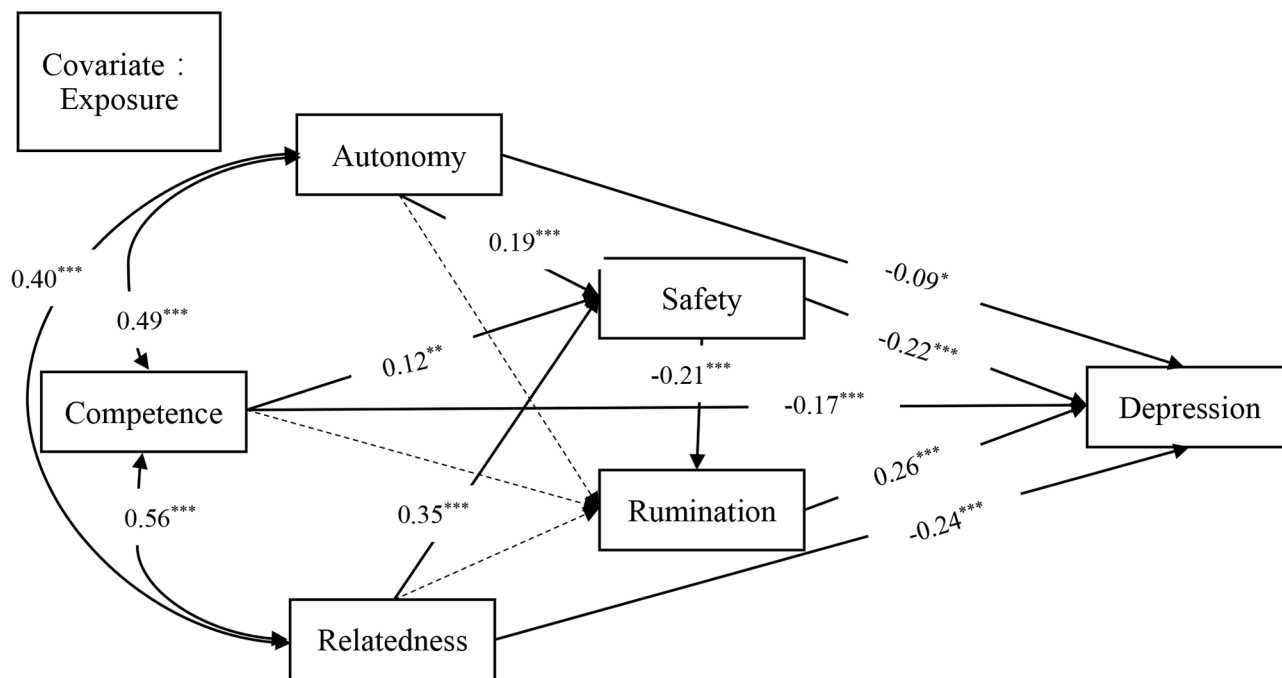 Covariate：
Exposure
Autonomy
0.19***
0.40***
-0.09*
Safety
0.49***
0.12**
-0.22***
-0.21***
Competence
-0.17***
Depression
0.26***
0.56***
0.35***
Rumination
-0.24***
Relatedness